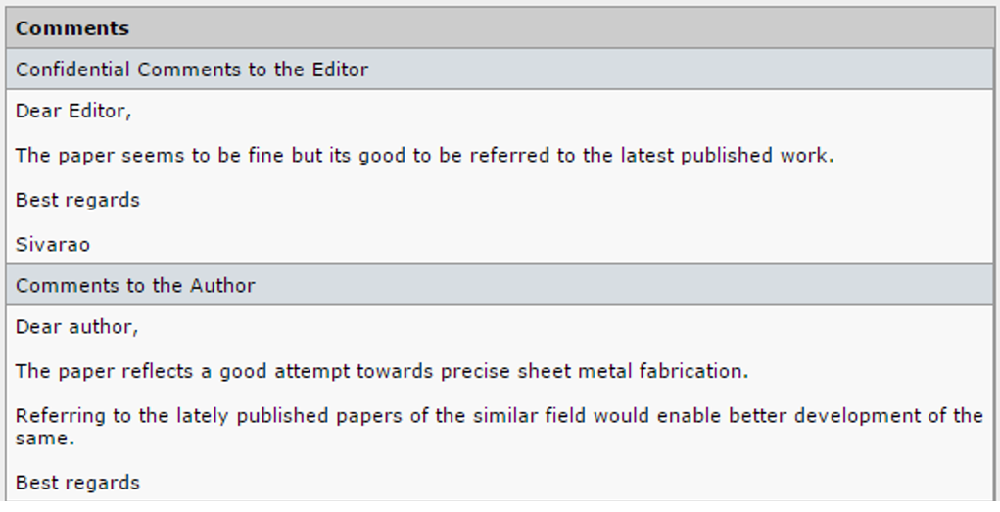 Comments
Confidential Comments to the Editor
Dear Editor,
The paper seems to be fine but its good to be referred to the latest published work.
Best regards
Sivarao
Comments to the Author
Dear author,
The paper reflects a good attempt towards precise sheet metal fabrication.
Referring to the lately published papers of the similar field would enable better development of the
same.
Best regards